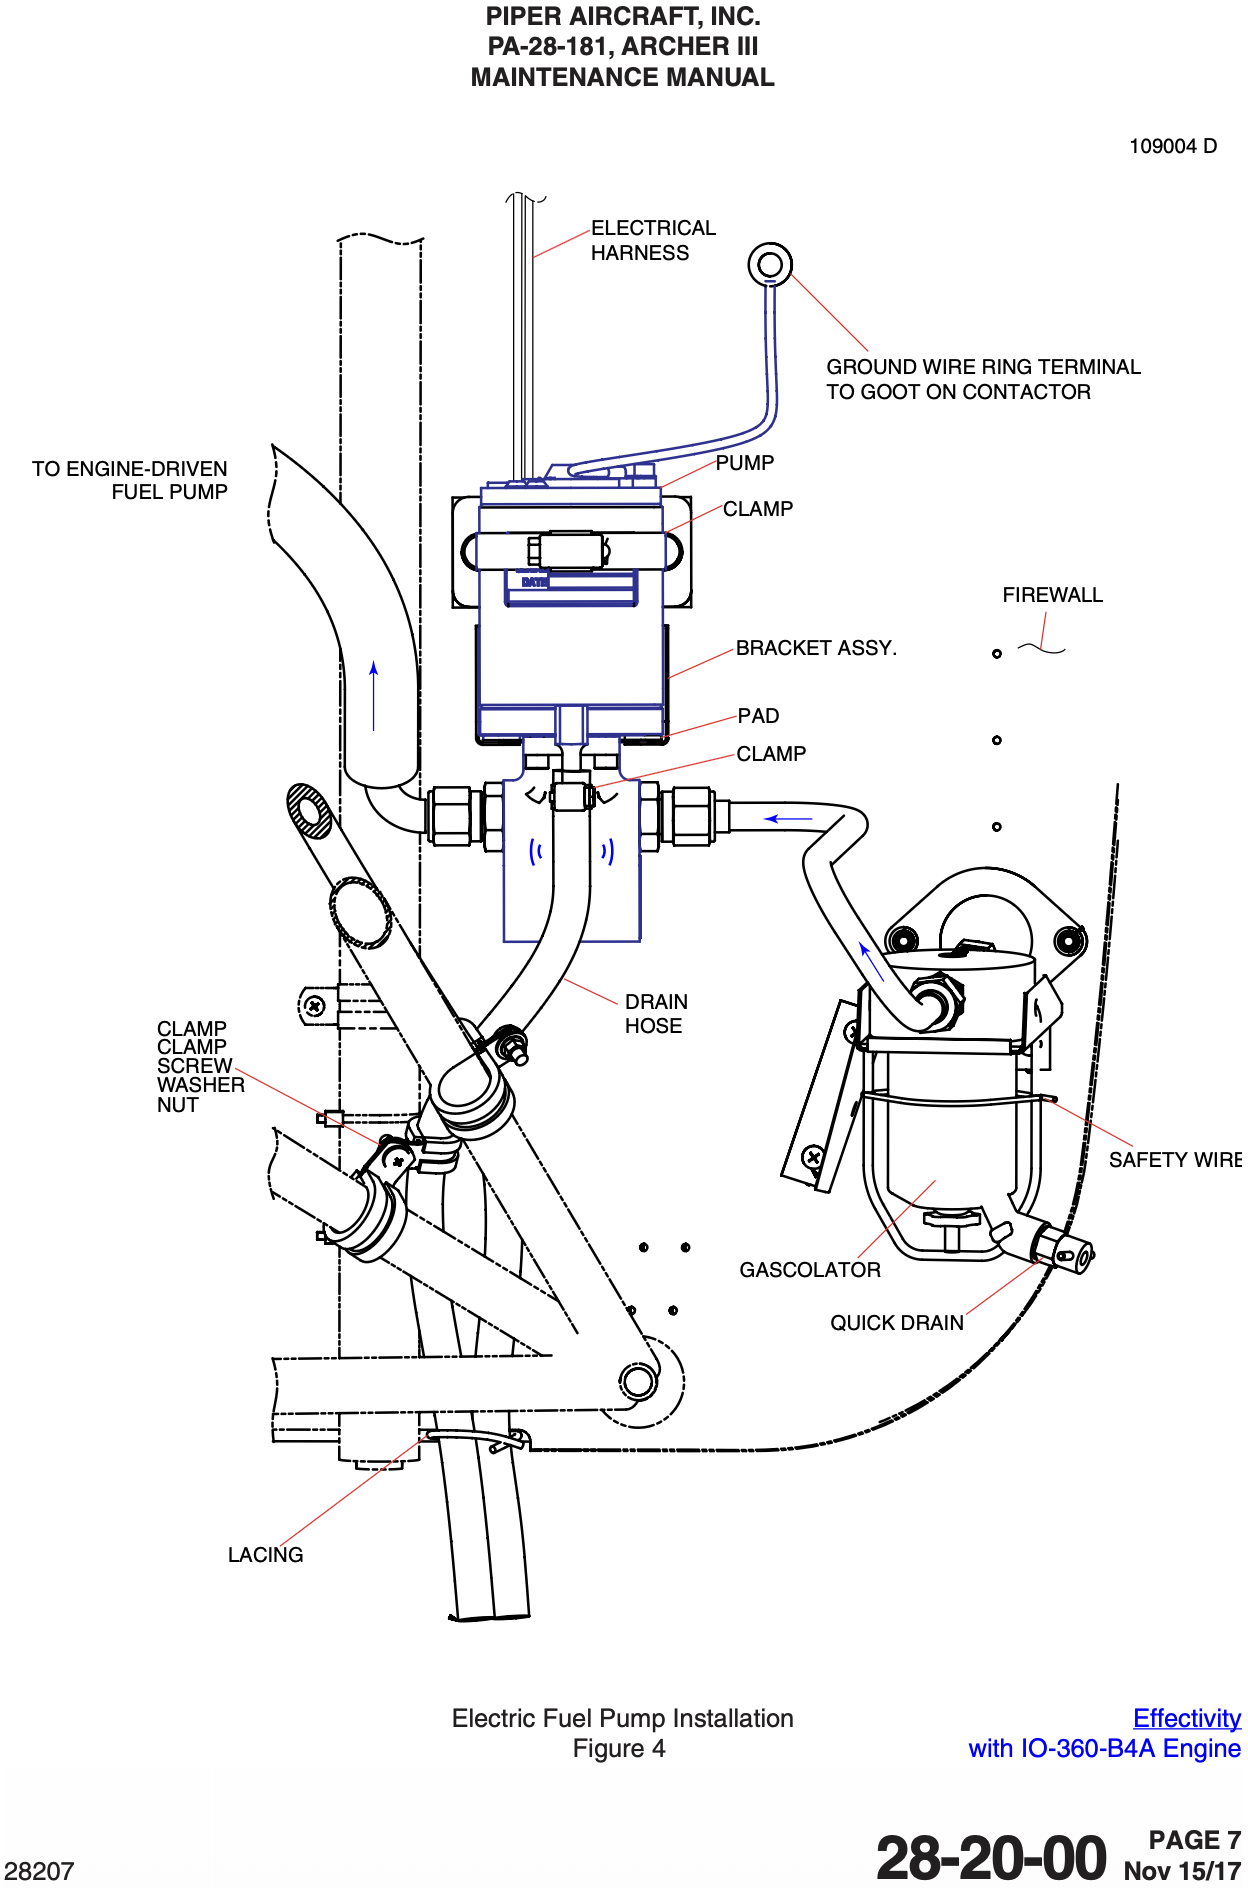 PIPER AIRCRAFT, INC.
PA-28-181, ARCHER III
MAINTENANCE MANUAL
109004 D
ELECTRICAL
HARNESS
GROUND WIRE RING TERMINAL
TO GOOT ON CONTACTOR
TO ENGINE-DRIVEN
FUEL PUMP
PUMP
CLAMP
DATE
FIREWALL
BRACKET ASSY.
PAD
CLAMP
DRAIN
HOSE
CLAMP
CLAMP
SCREW
WASHER
NUT
SAFETY WIRE
GASCOLATOR
QUICK DRAIN
LACING
Electric Fuel Pump Installation
Figure 4
Effectivity
with IO-360-B4A Engine
28207
28-20-00
PAGE 7
Nov 15/17